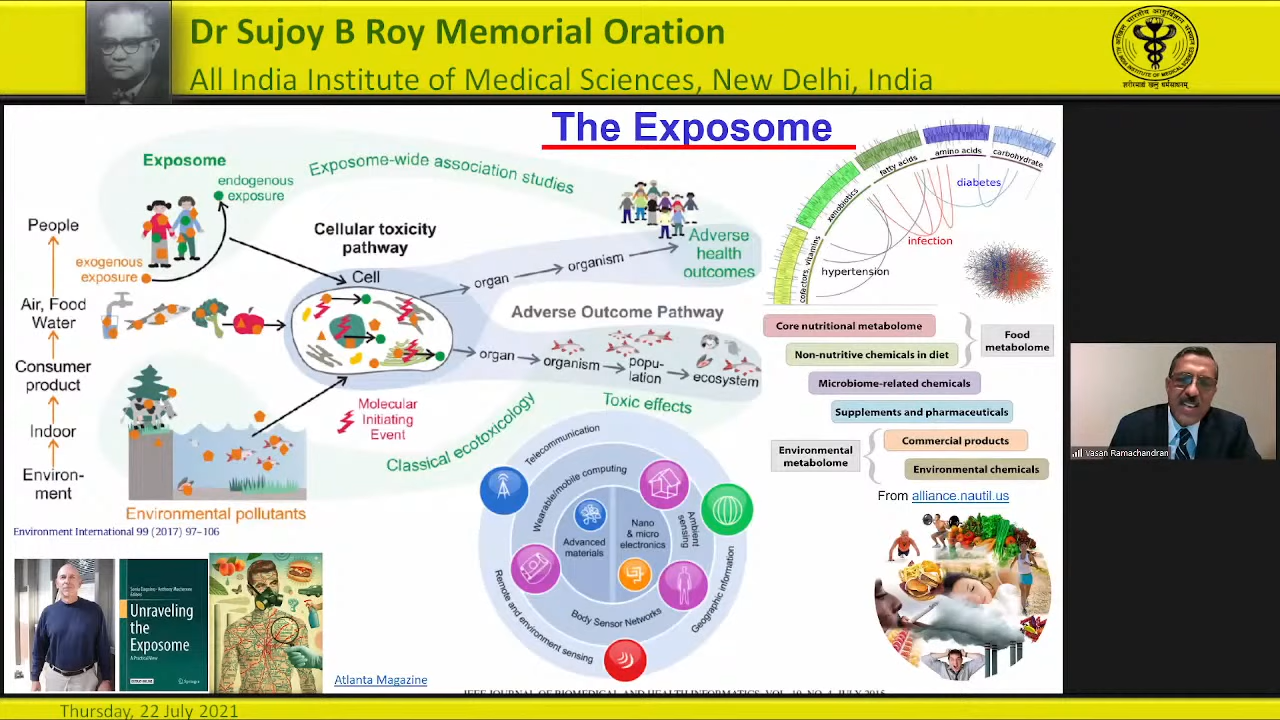 Dr Sujoy B Roy Memorial Oration
All India Institute of Medical Sciences, New Delhi, India
The Exposome
Exposome
endogenous
exposure
exogenous
exposure
Exposome-wide association studies
People
Air, Food
Water
Consumer
product
Indoor
Environ-
ment
Cellular toxicity
pathway
Cell
organ
organism
Adverse
health
outcomes
Adverse Outcome Pathway
organ
organism
popu-
lation
ecosystem
Toxic effects
Classical ecotoxicology
Molecular
Initiating
Event
Environmental pollutants
Environment International 99 (2017) 97–106
cofactors, vitamins
xenobiotics
fatty acids
amino acids
carbohydrate
diabetes
infection
hypertension
Core nutritional metabolome
Non-nutritive chemicals in diet
Food
metabolome
Microbiome-related chemicals
Supplements and pharmaceuticals
Environmental
metabolome
Commercial products
Environmental chemicals
From alliance.nautil.us
Telecommunication
Wearable/mobile computing
Advanced
materials
Nano
& micro
electronics
Ambient
sensing
Body Sensor Networks
Remote and environment sensing
Geographic information
Unraveling
the
Exposome
A Practical View
Springer
Atlanta Magazine
IEEE JOURNAL OF BIOMEDICAL AND HEALTH INFORMATICS, VOL. 19, NO. 4, JULY 2015
Vasan Ramachandran
Thursday, 22 July 2021